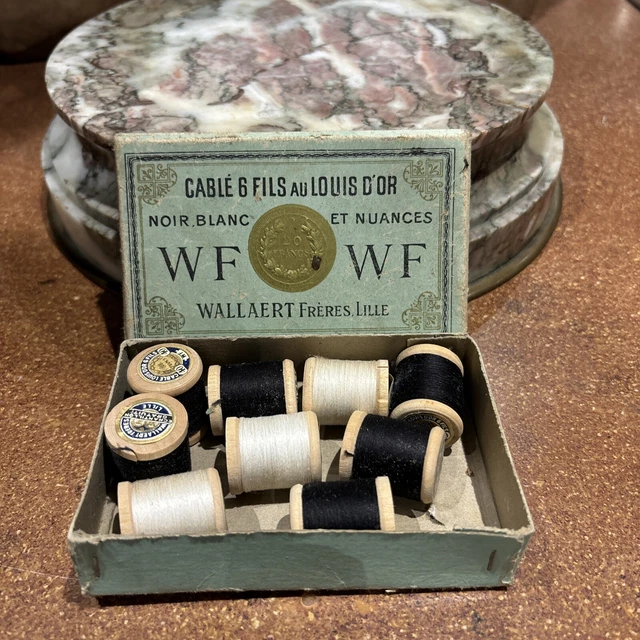 CABLÉ 6 FILS AU LOUIS D'OR
NOIR, BLANC ET NUANCES
WF WF
WALLAERT FRÈRES, LILLE